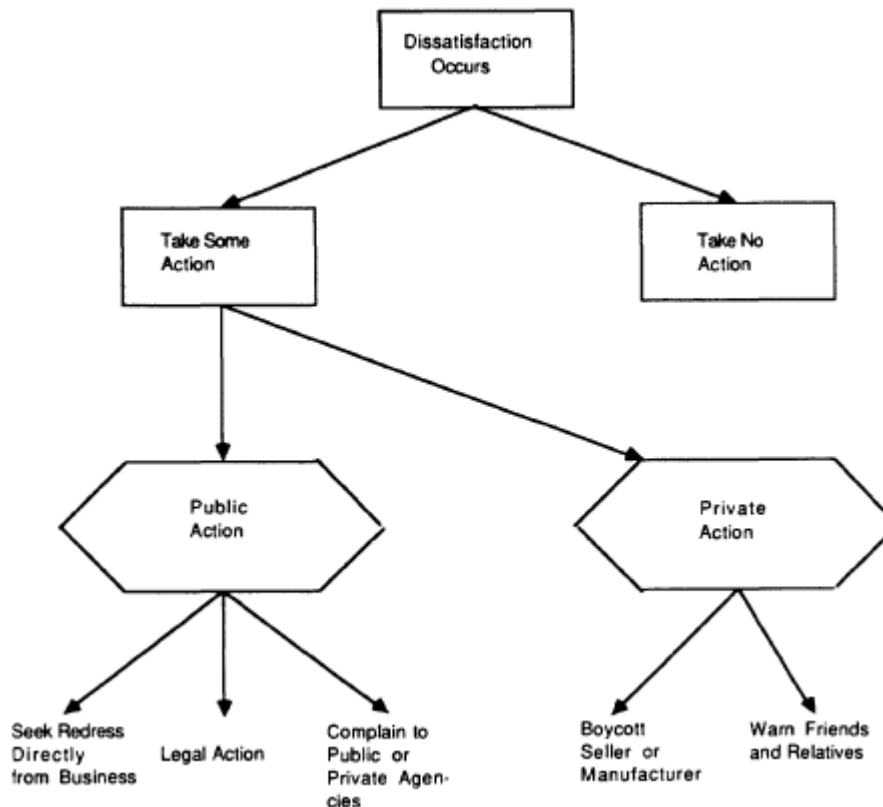 Dissatisfaction
Occurs
Take Some
Action
Take No
Action
Public
Action
Private
Action
Seek Redress
Directly
from Business
Legal Action
Complain to
Public or
Private Agen-
cies
Boycott
Seller or
Manufacturer
Warn Friends
and Relatives